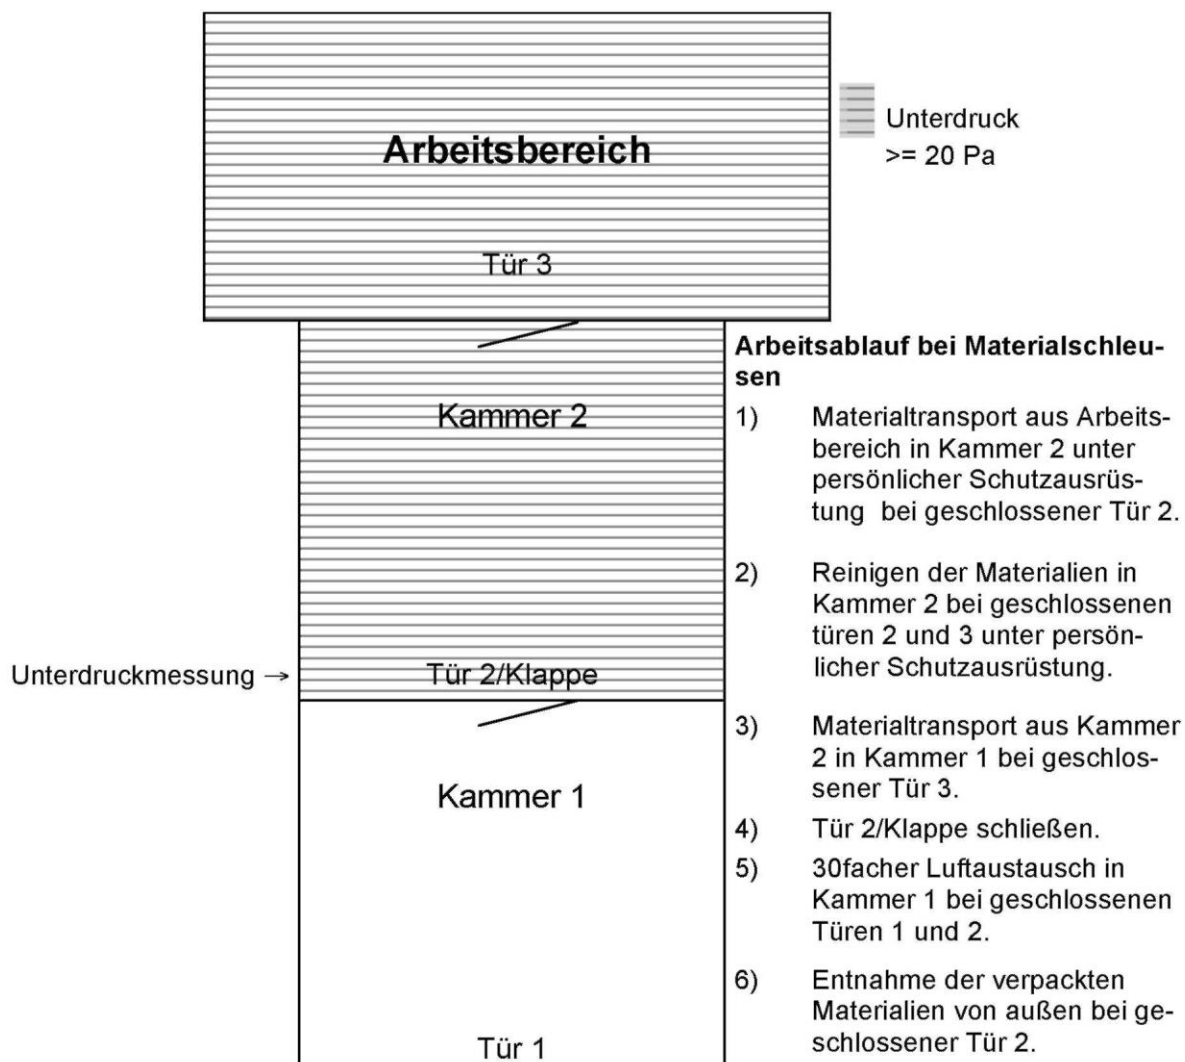 Arbeitsbereich
Unterdruck
>= 20 Pa
Tür 3
Kammer 2
Unterdruckmessung →
Tür 2/Klappe
Kammer 1
Tür 1
Arbeitsablauf bei Materialschleu-
sen
1) Materialtransport aus Arbeits-
bereich in Kammer 2 unter
persönlicher Schutzausrüs-
tung bei geschlossener Tür 2.
2) Reinigen der Materialien in
Kammer 2 bei geschlossenen
türen 2 und 3 unter persön-
licher Schutzausrüstung.
3) Materialtransport aus Kammer
2 in Kammer 1 bei geschlos-
sener Tür 3.
4) Tür 2/Klappe schließen.
5) 30facher Luftaustausch in
Kammer 1 bei geschlossenen
Türen 1 und 2.
6) Entnahme der verpackten
Materialien von außen bei ge-
schlossener Tür 2.